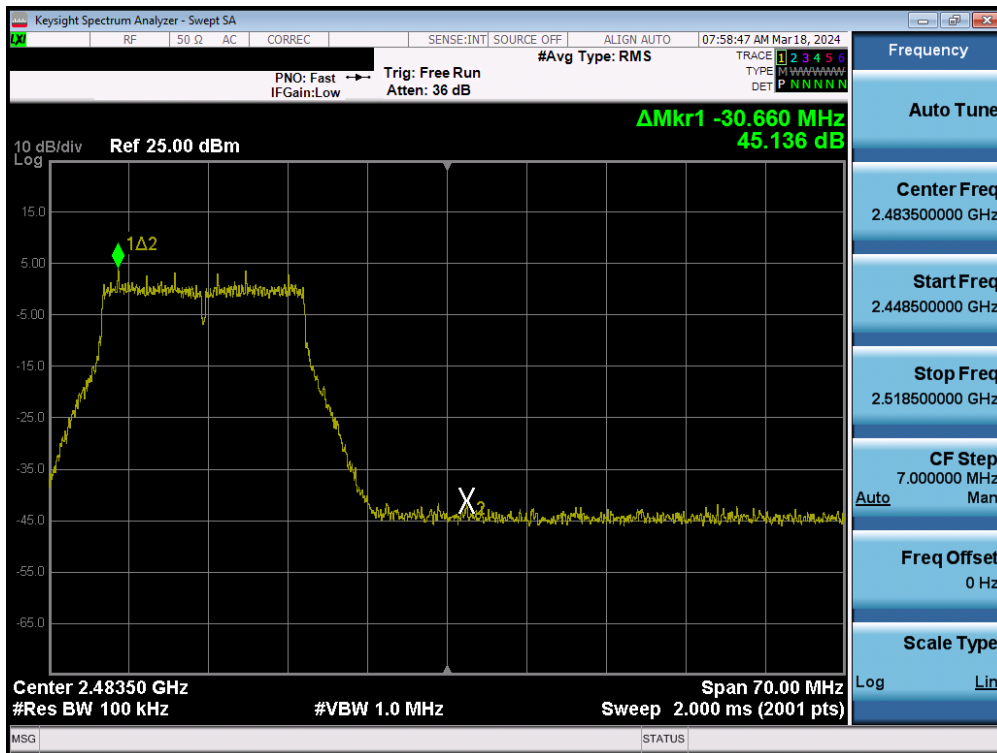 Keysight Spectrum Analyzer - Swept SA
LXI RF 50 Ω AC CORREC SENSE:INT SOURCE OFF ALIGN AUTO 07:58:47 AM Mar 18, 2024
Frequency
#Avg Type: RMS
TRACE 1 2 3 4 5 6
PNO: Fast Trig: Free Run
TYPE M W W W W W
IFGain:Low Atten: 36 dB
DET P N N N N N
Auto Tune
ΔMkr1 -30.660 MHz
45.136 dB
10 dB/div Ref 25.00 dBm
Log
Center Freq
2.483500000 GHz
15.0
1Δ2
5.00
Start Freq
2.448500000 GHz
-5.00
-15.0
Stop Freq
2.518500000 GHz
-25.0
-35.0
CF Step
7.000000 MHz
Auto Man
X2
-45.0
Freq Offset
0 Hz
-55.0
-65.0
Scale Type
Log Lin
Center 2.48350 GHz Span 70.00 MHz
#Res BW 100 kHz #VBW 1.0 MHz Sweep 2.000 ms (2001 pts)
MSG STATUS